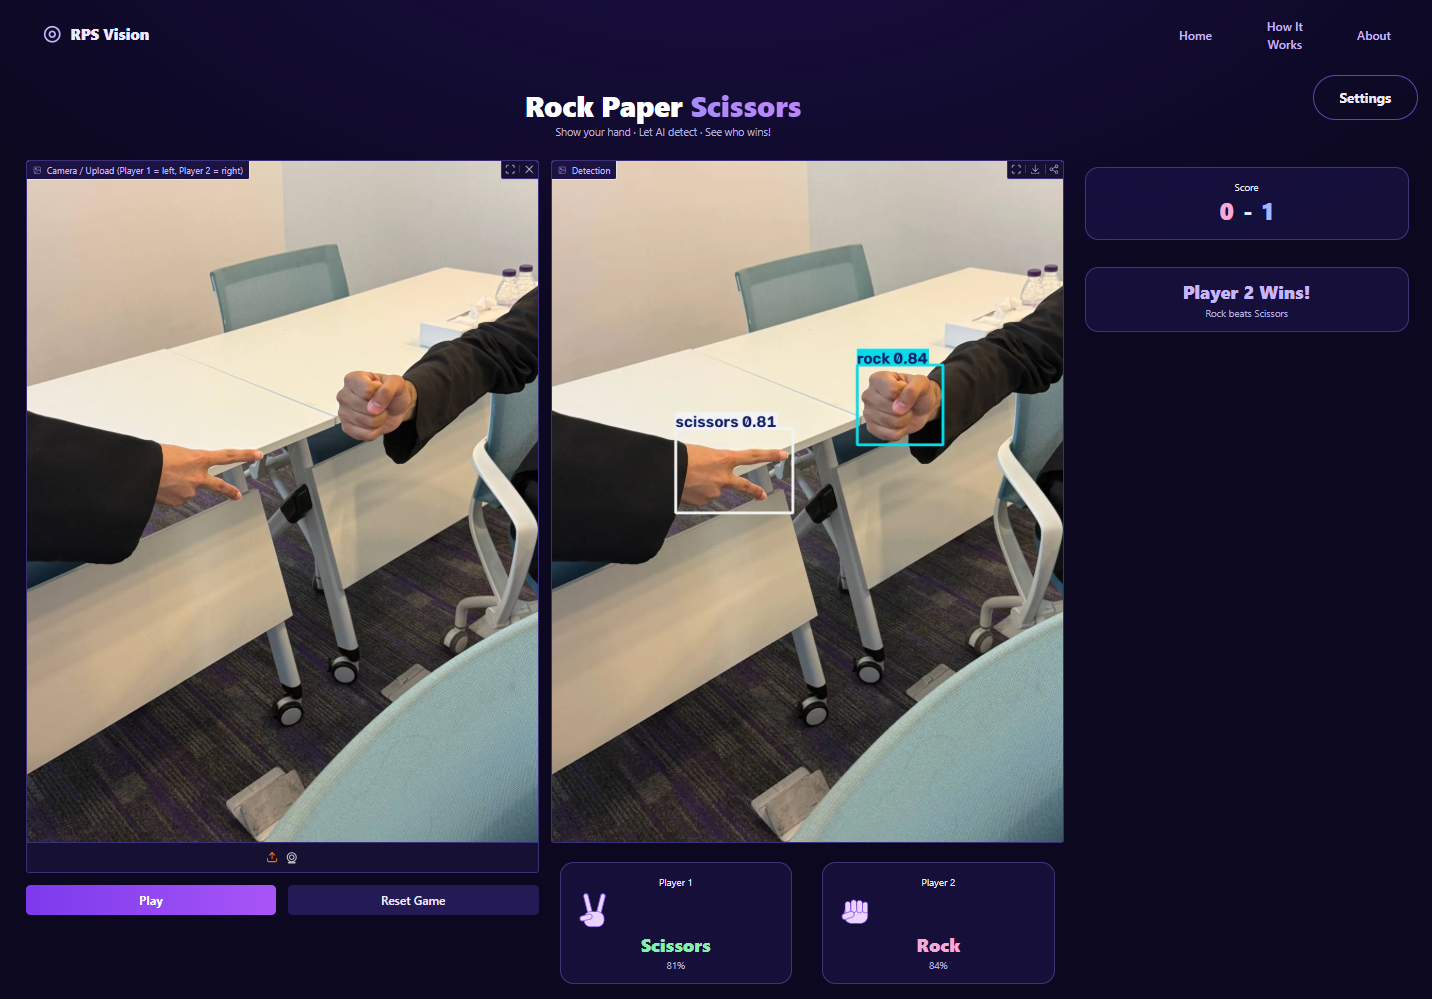 RPS Vision
Home
How It
Works
About
Settings
Rock Paper Scissors
Show your hand · Let AI detect · See who wins!
Camera / Upload (Player 1 = left, Player 2 = right)
Detection
rock 0.84
scissors 0.81
Score
0 - 1
Player 2 Wins!
Rock beats Scissors
Play
Reset Game
Player 1
Scissors
81%
Player 2
Rock
84%